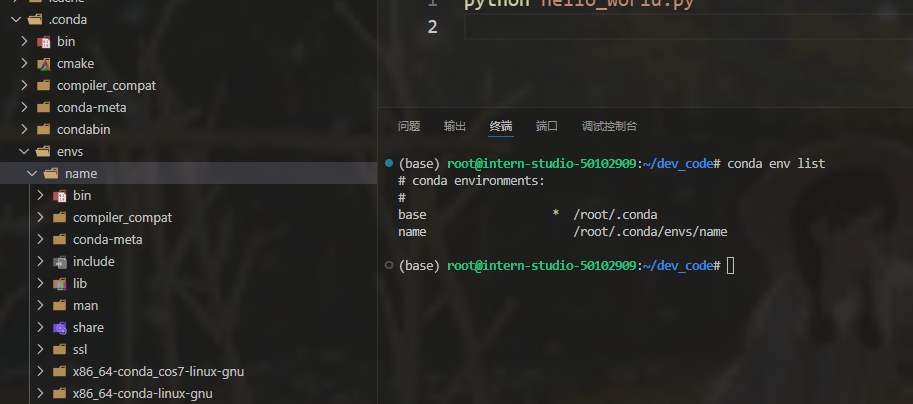 .conda
bin
cmake
compiler_compat
conda-meta
condabin
envs
name
bin
compiler_compat
conda-meta
include
lib
man
share
ssl
x86_64-conda_cos7-linux-gnu
x86_64-conda-linux-gnu
1 python hello_world.py
2
问题 输出 终端 端口 调试控制台
(base) root@intern-studio-50102909:~/dev_code# conda env list
# conda environments:
#
base * /root/.conda
name /root/.conda/envs/name
(base) root@intern-studio-50102909:~/dev_code#